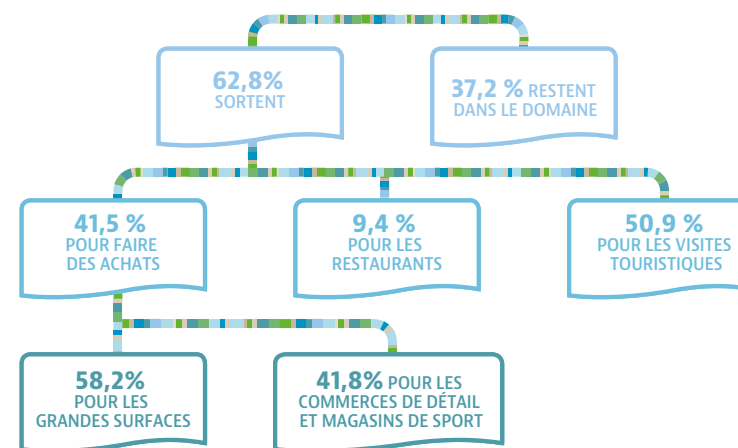 62,8%
SORTENT
37,2 % RESTENT
DANS LE DOMAINE
41,5 %
POUR FAIRE
DES ACHATS
9,4 %
POUR LES
RESTAURANTS
50,9 %
POUR LES VISITES
TOURISTIQUES
58,2%
POUR LES
GRANDES SURFACES
41,8% POUR LES
COMMERCES DE DÉTAIL
ET MAGASINS DE SPORT